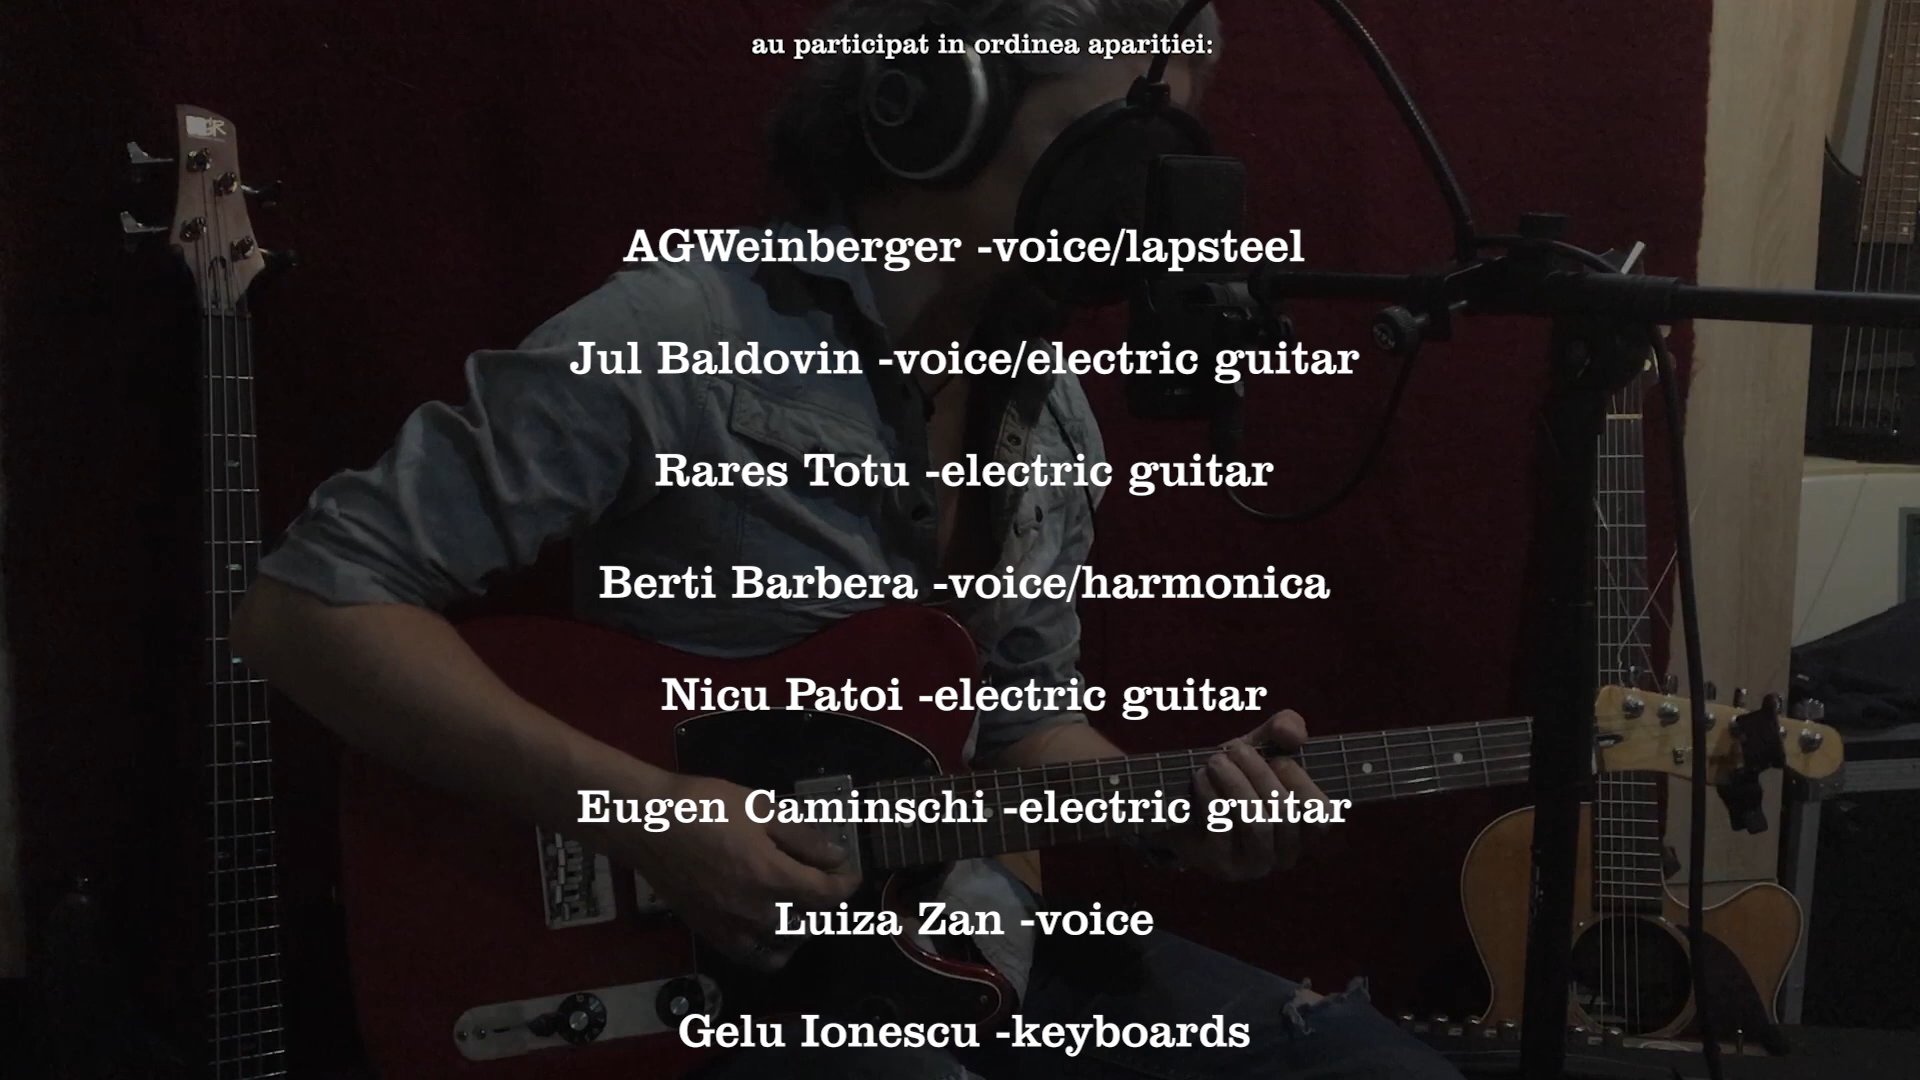 au participat in ordinea aparitiei:
AGWeinberger -voice/lapsteel
Jul Baldovin -voice/electric guitar
Rares Totu -electric guitar
Berti Barbera -voice/harmonica
Nicu Patoi -electric guitar
Eugen Caminschi -electric guitar
Luiza Zan -voice
Gelu Ionescu -keyboards